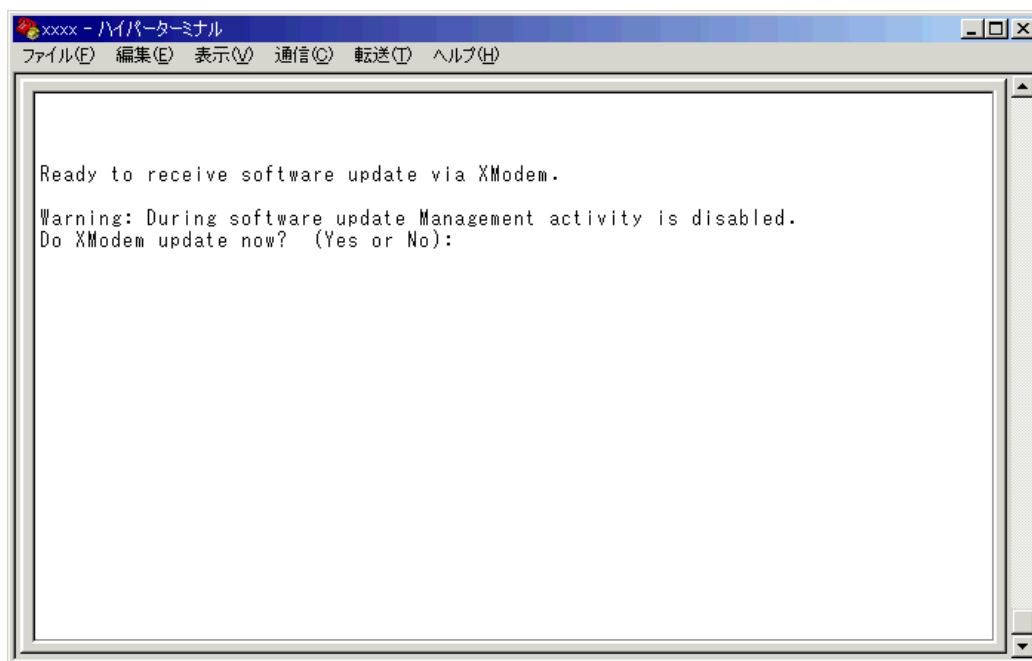 xxxx - ハイパーターミナル
ファイル(F) 編集(E) 表示(V) 通信(C) 転送(T) ヘルプ(H)
Ready to receive software update via XModem.
Warning: During software update Management activity is disabled.
Do XModem update now?  (Yes or No):